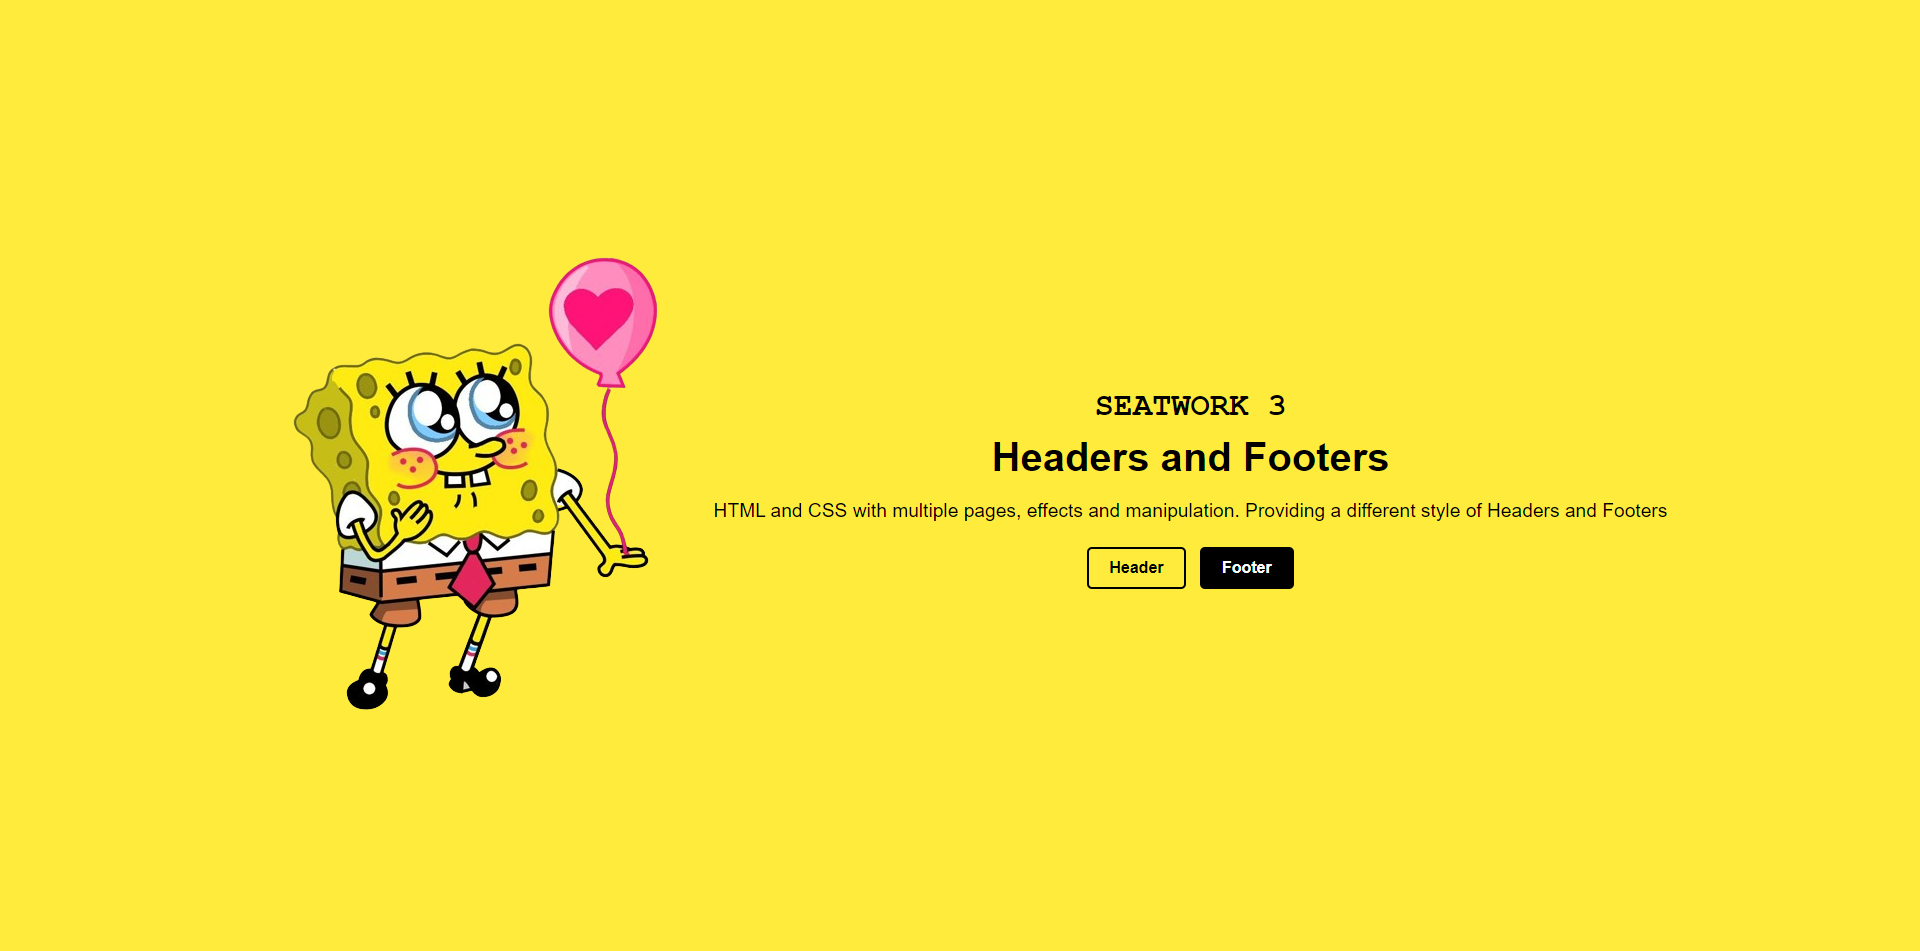 SEATWORK 3
Headers and Footers
HTML and CSS with multiple pages, effects and manipulation. Providing a different style of Headers and Footers
Header Footer